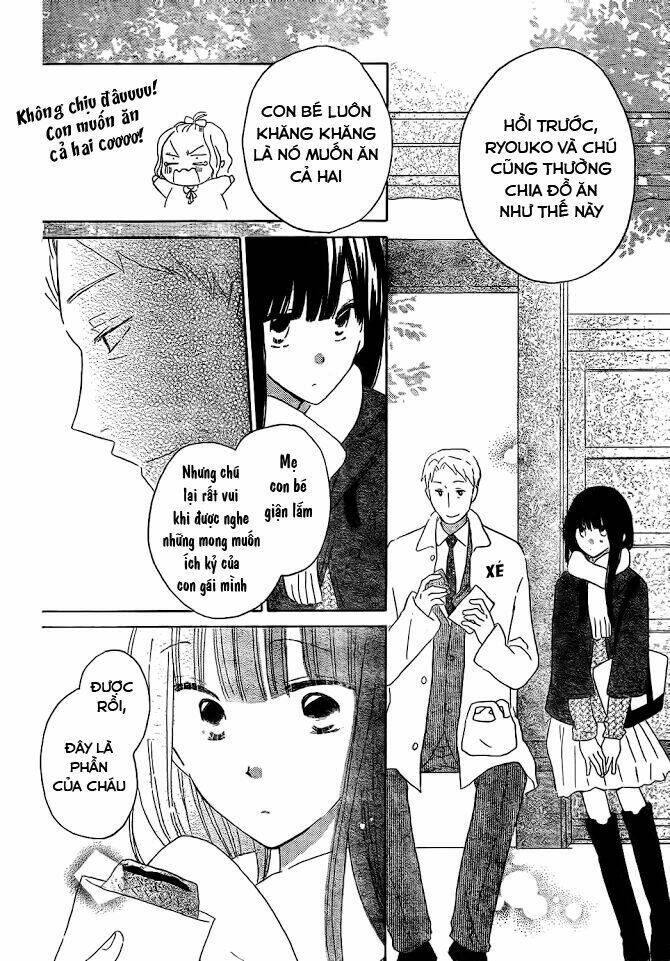 HỒI TRƯỚC,
RYOUKO VÀ CHÚ
CŨNG THƯỜNG
CHIA ĐỒ ĂN
NHƯ THẾ NÀY
CON BÉ LUÔN
KHĂNG KHĂNG
LÀ NÓ MUỐN ĂN
CẢ HAI
Không chịu đâuuuu!
Con muốn ăn
cả hai cơooo!
XÉ
Mẹ
con bé
giận lắm
Nhưng chú
lại rất vui
khi được nghe
những mong muốn
ích kỷ của
con gái mình
ĐƯỢC
RỒI,
ĐÂY LÀ
PHẦN
CỦA CHÁU